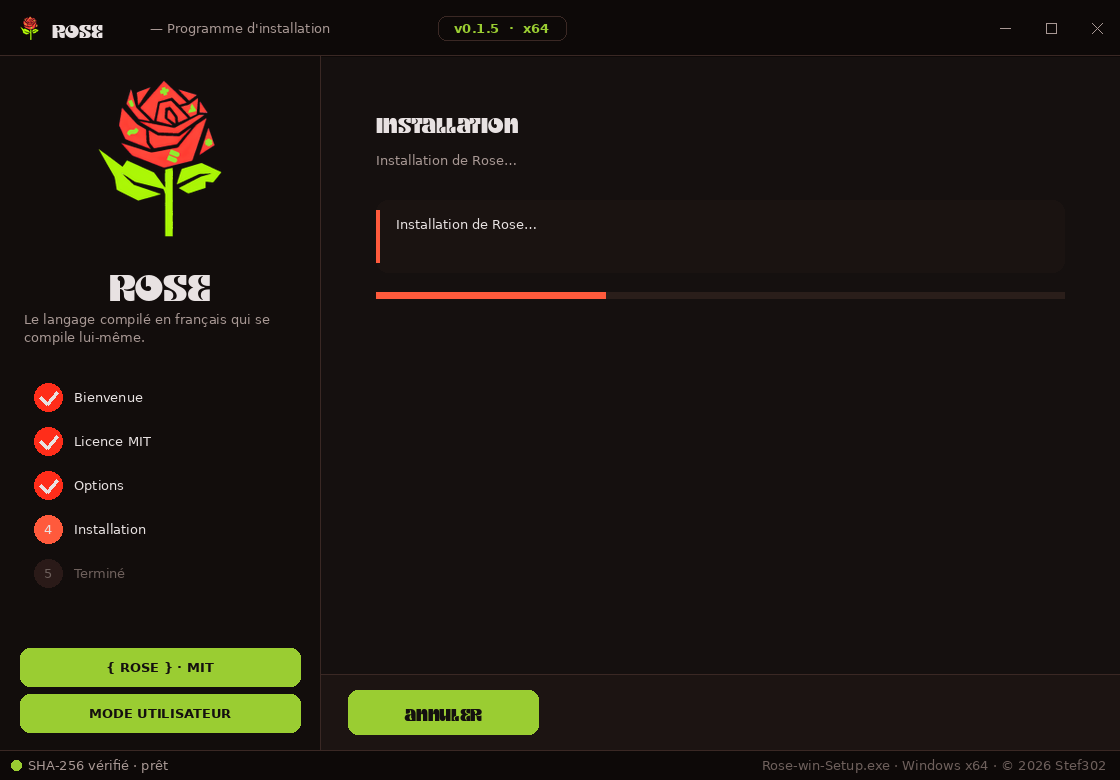 ROSE
— Programme d'installation
v0.1.5 · x64
ROSE
Le langage compilé en français qui se
compile lui-même.
Bienvenue
Licence MIT
Options
4 Installation
5 Terminé
{ ROSE } · MIT
MODE UTILISATEUR
INSTALLATION
Installation de Rose...
Installation de Rose...
ANNULER
SHA-256 vérifié · prêt
Rose-win-Setup.exe · Windows x64 · © 2026 Stef302